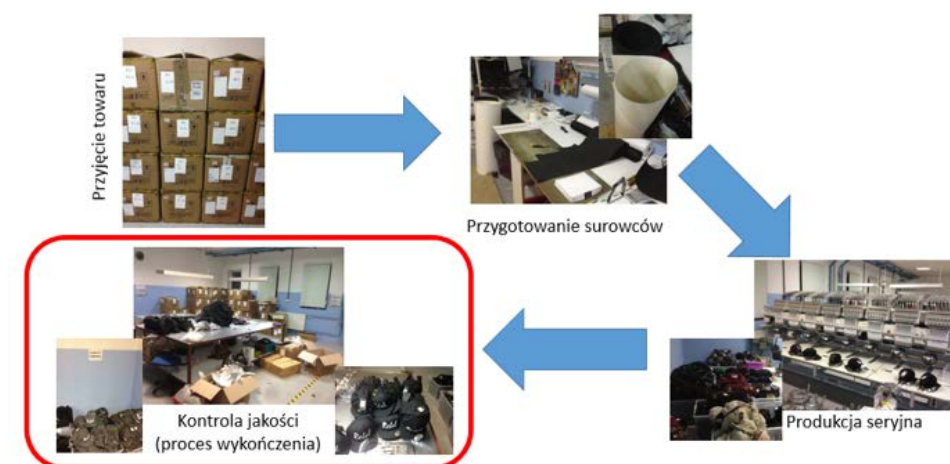 Przyjęcie towaru
Przygotowanie surowców
Produkcja seryjna
Kontrola jakości
(proces wykończenia)